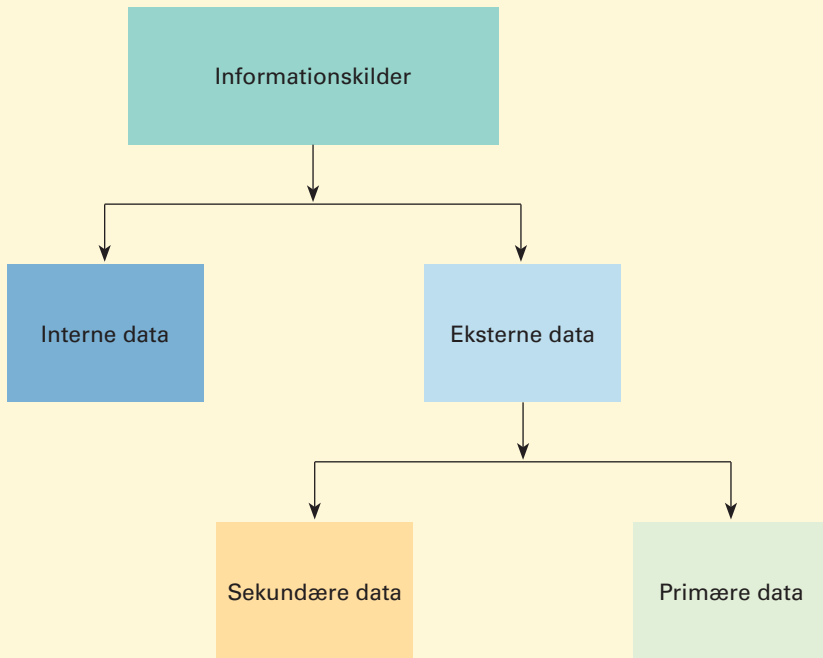 Informationskilder
Interne data
Eksterne data
Sekundære data
Primære data